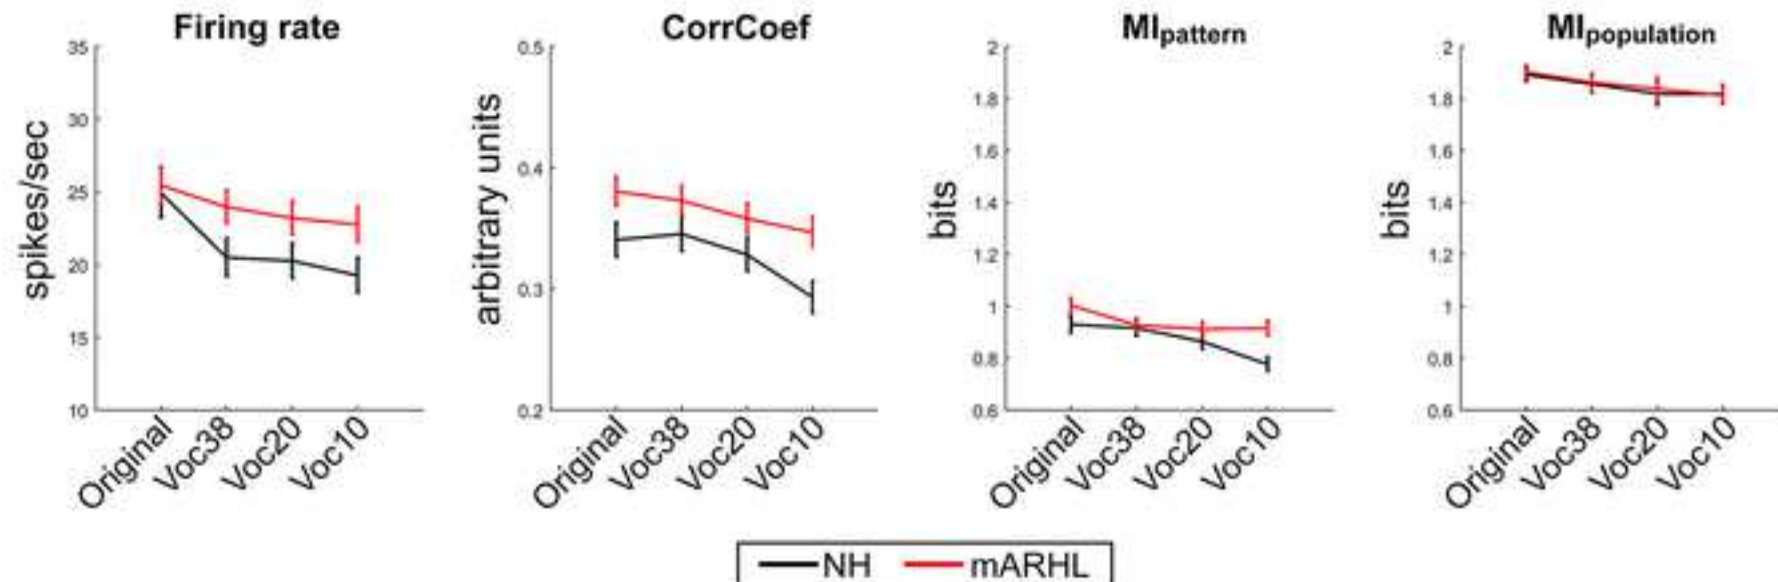 Firing rate
35
30
25
20
15
10
spikes/sec
Original
Voc38
Voc20
Voc10
CorrCoef
0.5
0.4
0.3
0.2
arbitrary units
Original
Voc38
Voc20
Voc10
MIpattern
2
1.8
1.6
1.4
1.2
1
0.8
0.6
bits
Original
Voc38
Voc20
Voc10
MIpopulation
2
1.8
1.6
1.4
1.2
1
0.8
0.6
bits
Original
Voc38
Voc20
Voc10
NH mARHL